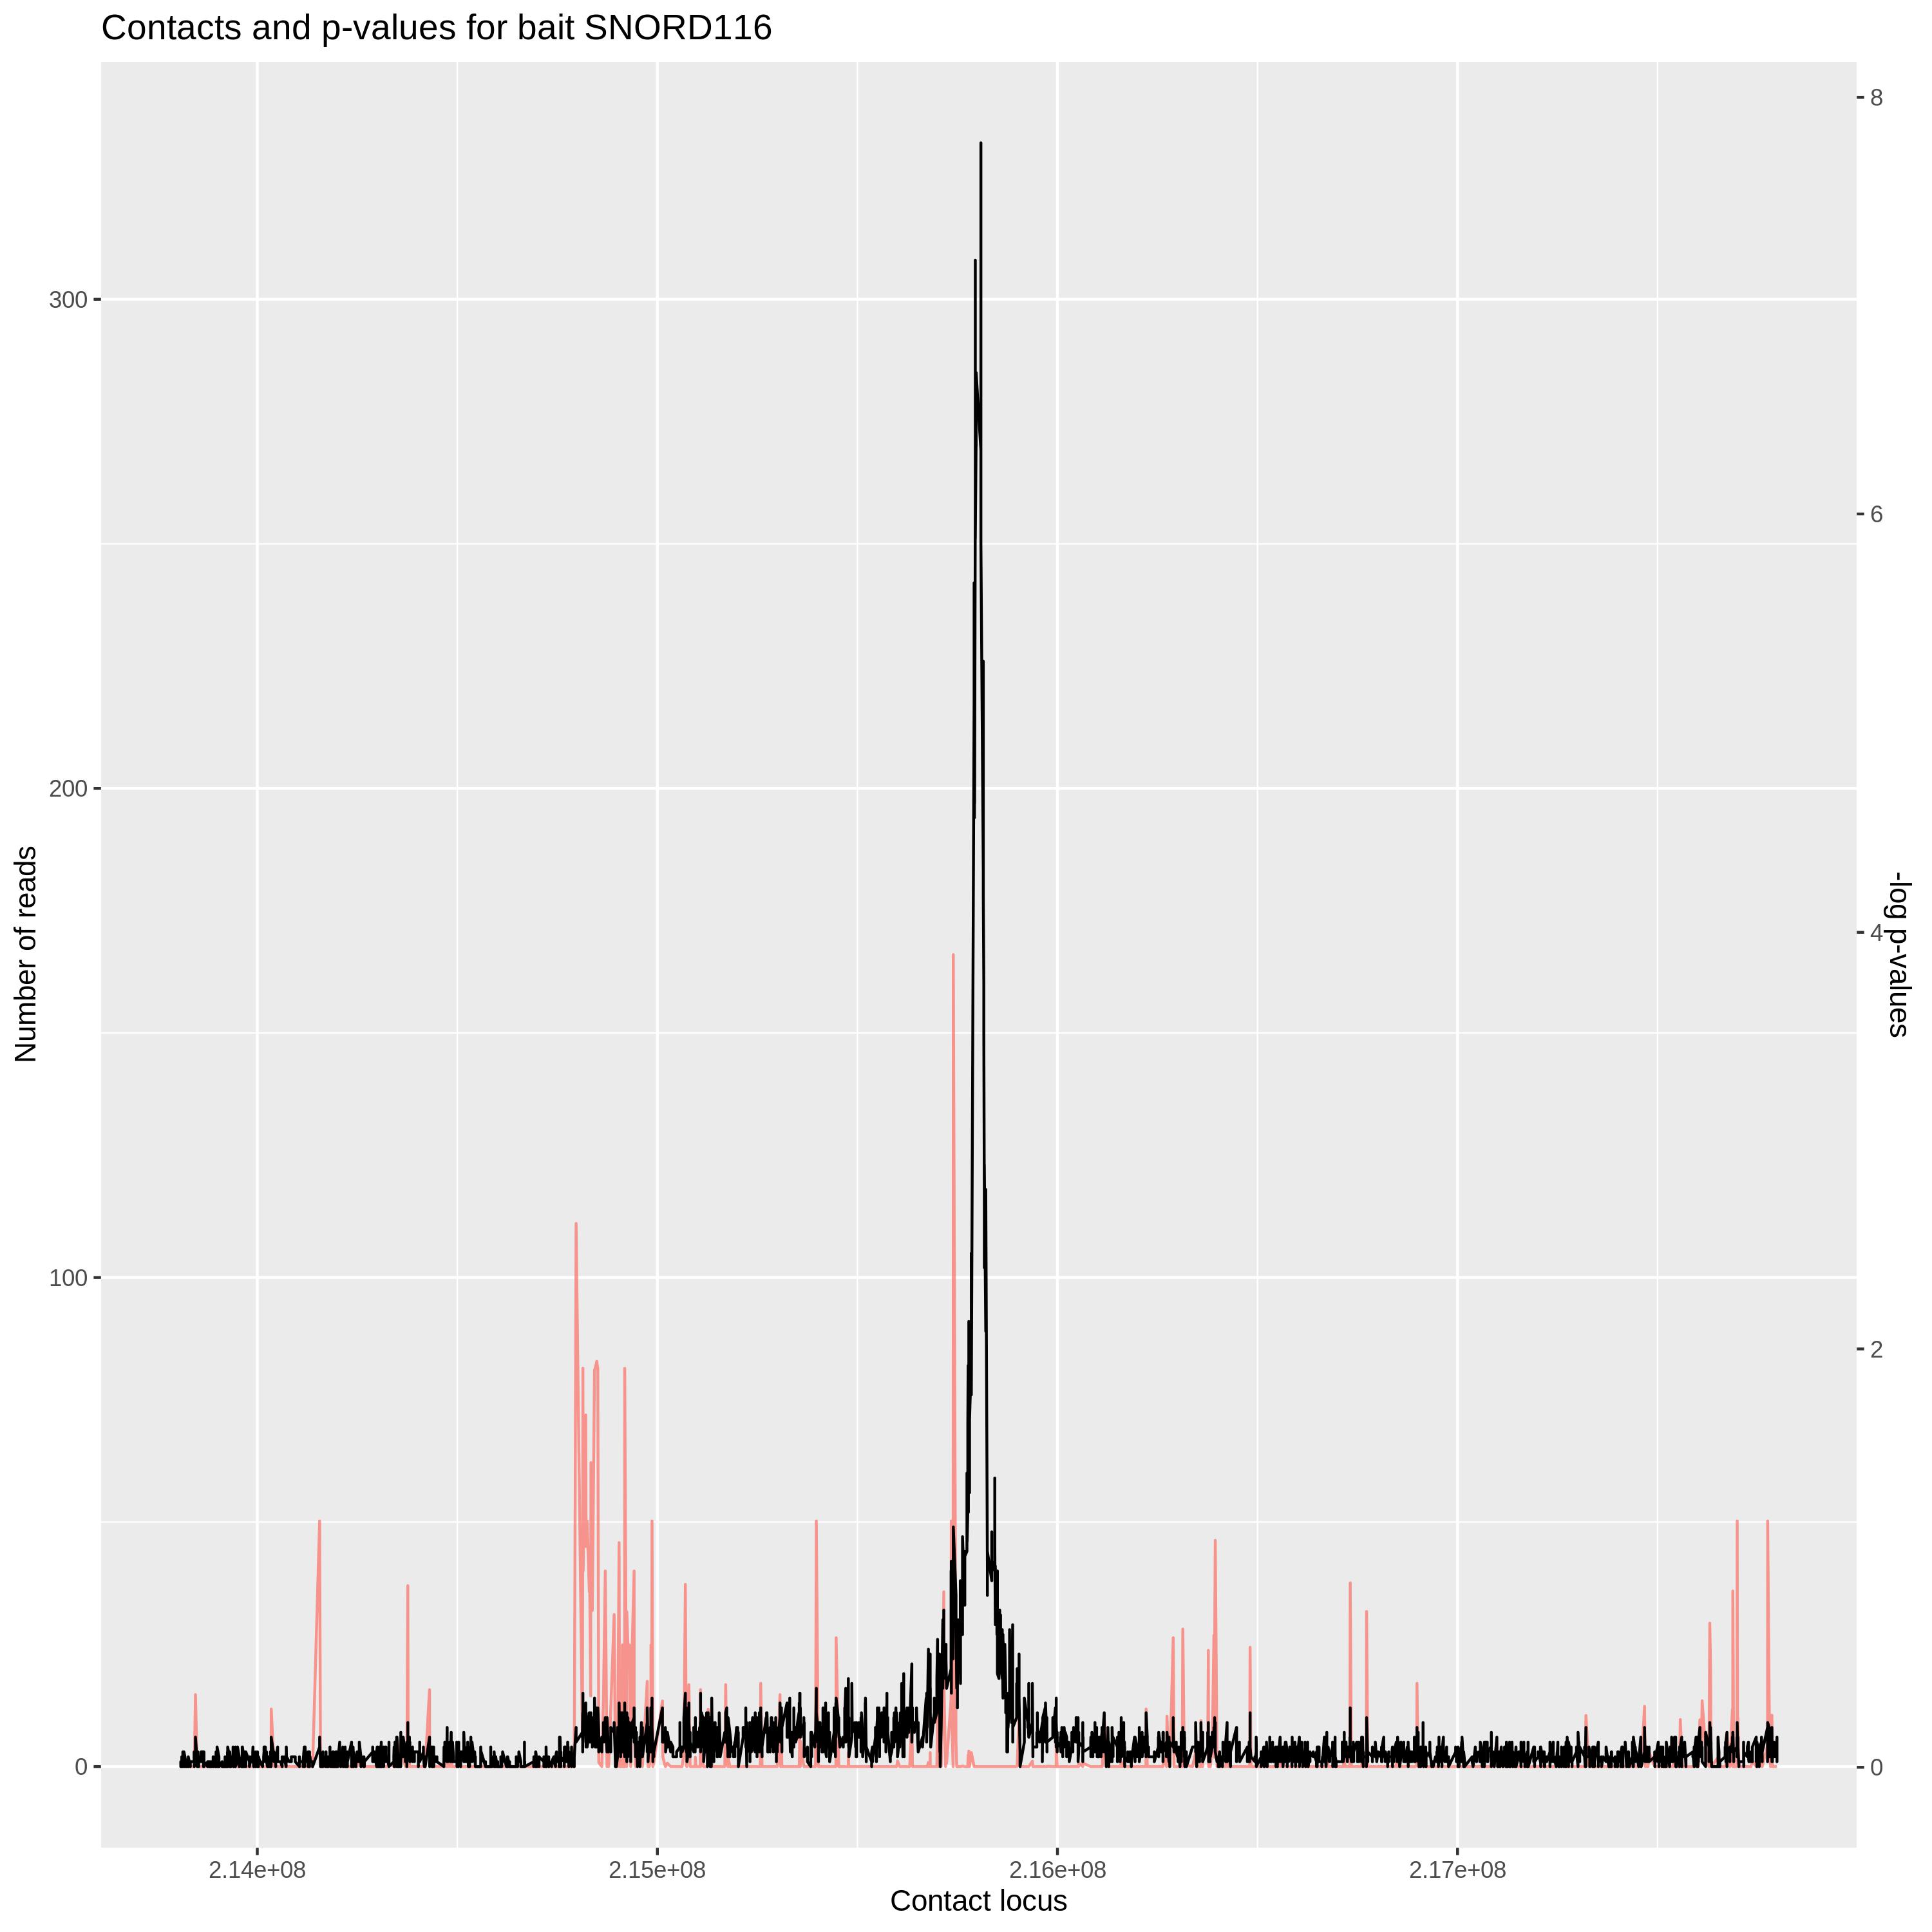 Contacts and p-values for bait SNORD116
Number of reads
300
200
100
0
8
6
4
2
0
-log p-values
2.14e+08
2.15e+08
2.16e+08
2.17e+08
Contact locus